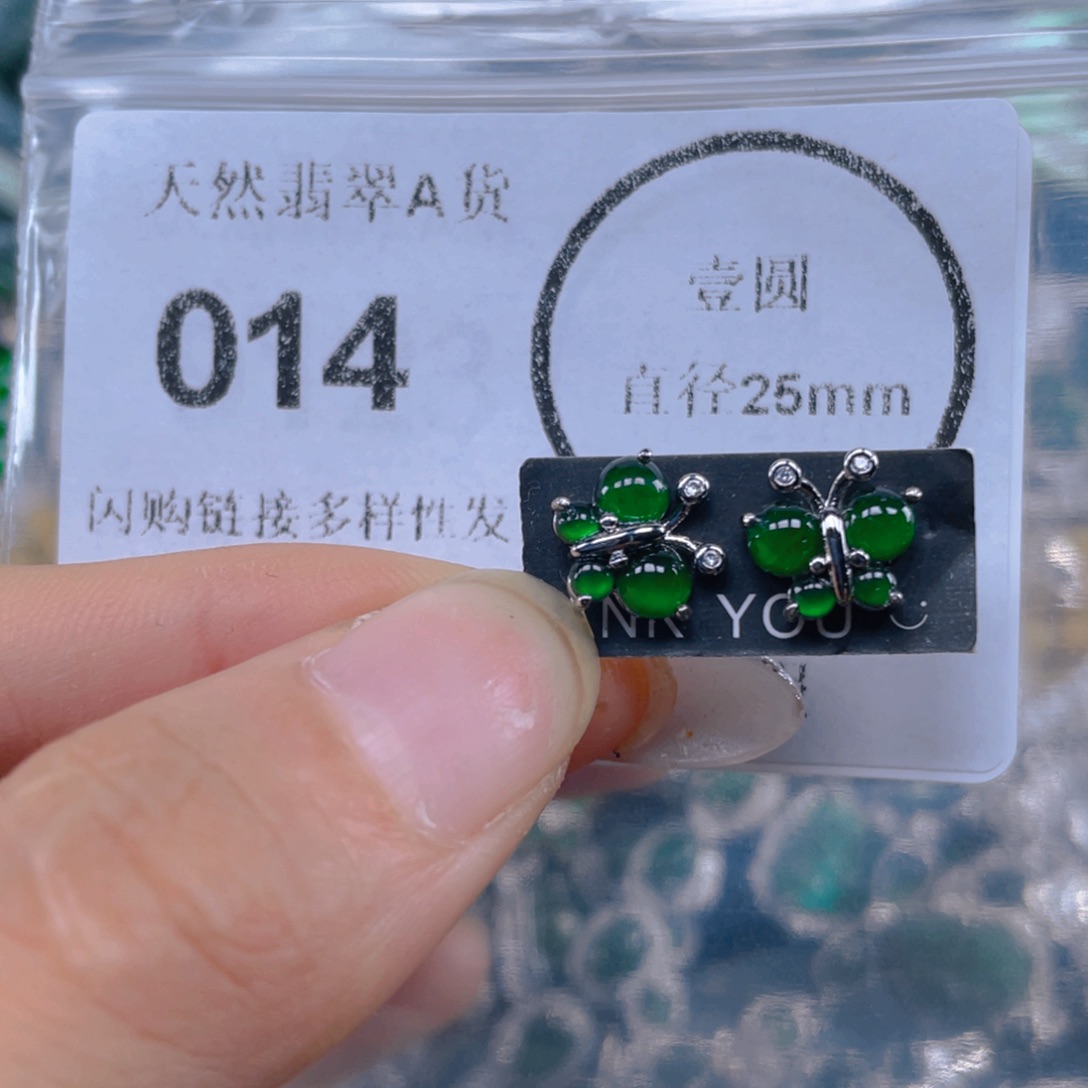 天然翡翠A货
014
闪购链接多样性发
壹圆
直径25mm
NK YOU